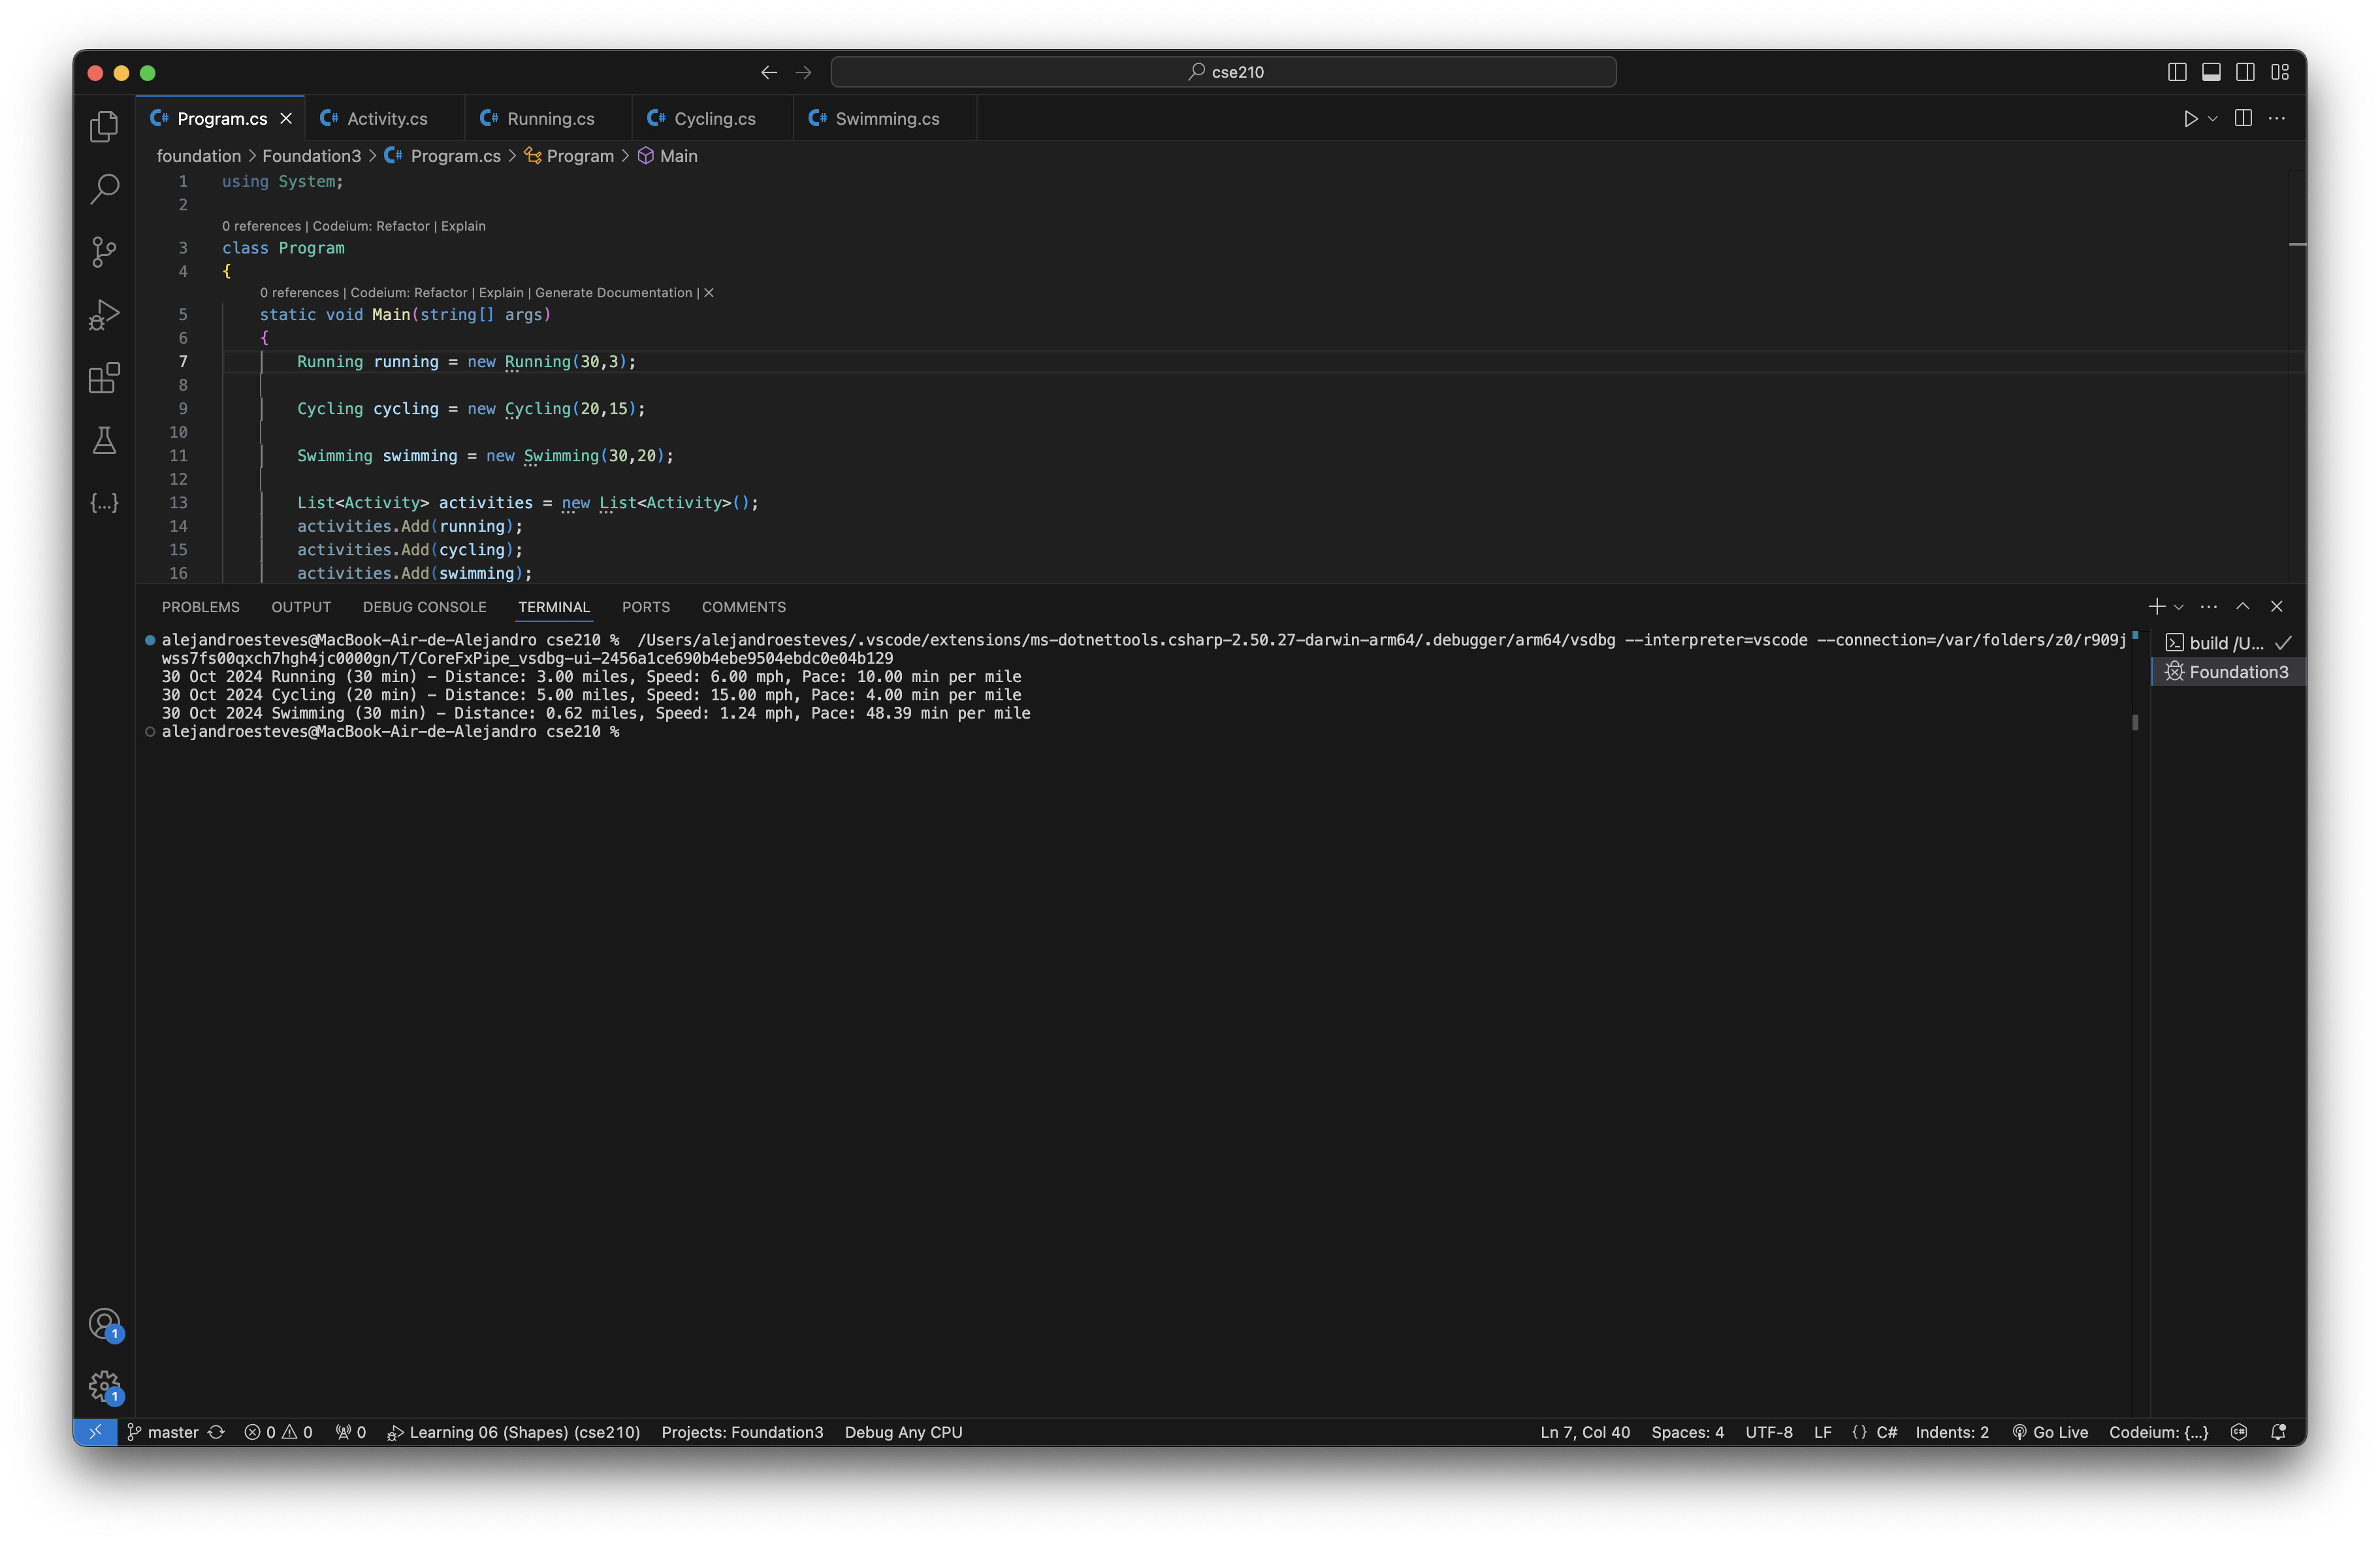 cse210
Program.cs
Activity.cs
Running.cs
Cycling.cs
Swimming.cs
foundation > Foundation3 > Program.cs > Program > Main
1 using System;
2
0 references | Codeium: Refactor | Explain
3 class Program
4 {
0 references | Codeium: Refactor | Explain | Generate Documentation | ×
5 static void Main(string[] args)
6 {
7 Running running = new Running(30,3);
8
9 Cycling cycling = new Cycling(20,15);
10
11 Swimming swimming = new Swimming(30,20);
12
13 List<Activity> activities = new List<Activity>();
14 activities.Add(running);
15 activities.Add(cycling);
16 activities.Add(swimming);
PROBLEMS OUTPUT DEBUG CONSOLE TERMINAL PORTS COMMENTS
alejandroesteves@MacBook-Air-de-Alejandro cse210 % /Users/alejandroesteves/.vscode/extensions/ms-dotnettools.csharp-2.50.27-darwin-arm64/.debugger/arm64/vsdbg --interpreter=vscode --connection=/var/folders/z0/r909j
wss7fs00qxch7hgh4jc0000gn/T/CoreFxPipe_vsdbg-ui-2456a1ce690b4ebe9504ebdc0e04b129
30 Oct 2024 Running (30 min) - Distance: 3.00 miles, Speed: 6.00 mph, Pace: 10.00 min per mile
30 Oct 2024 Cycling (20 min) - Distance: 5.00 miles, Speed: 15.00 mph, Pace: 4.00 min per mile
30 Oct 2024 Swimming (30 min) - Distance: 0.62 miles, Speed: 1.24 mph, Pace: 48.39 min per mile
alejandroesteves@MacBook-Air-de-Alejandro cse210 %
build /U...
Foundation3
1
1
master 0 0 0 Learning 06 (Shapes) (cse210) Projects: Foundation3 Debug Any CPU Ln 7, Col 40 Spaces: 4 UTF-8 LF {} C# Indents: 2 Go Live Codeium: {...}